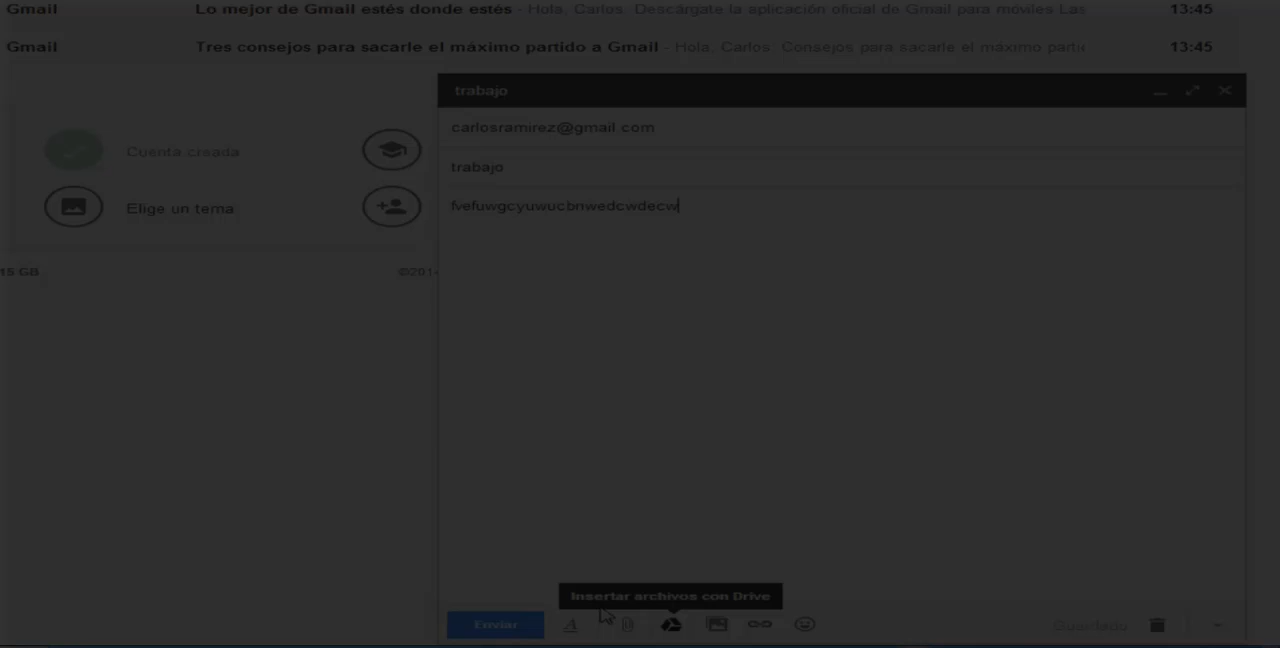 Gmail Lo mejor de Gmail estés donde estés - Hola, Carlos. Descárgate la aplicación oficial de Gmail para móviles Las 13:45
Gmail Tres consejos para sacarle el máximo partido a Gmail - Hola, Carlos: Consejos para sacarle el máximo partic 13:45
trabajo
carlosramirez@gmail.com
trabajo
fvefuwgcyuwucbnwedcwdecw
Cuenta creada
Elige un tema
15 GB ©201
Insertar archivos con Drive
Enviar A Guardado